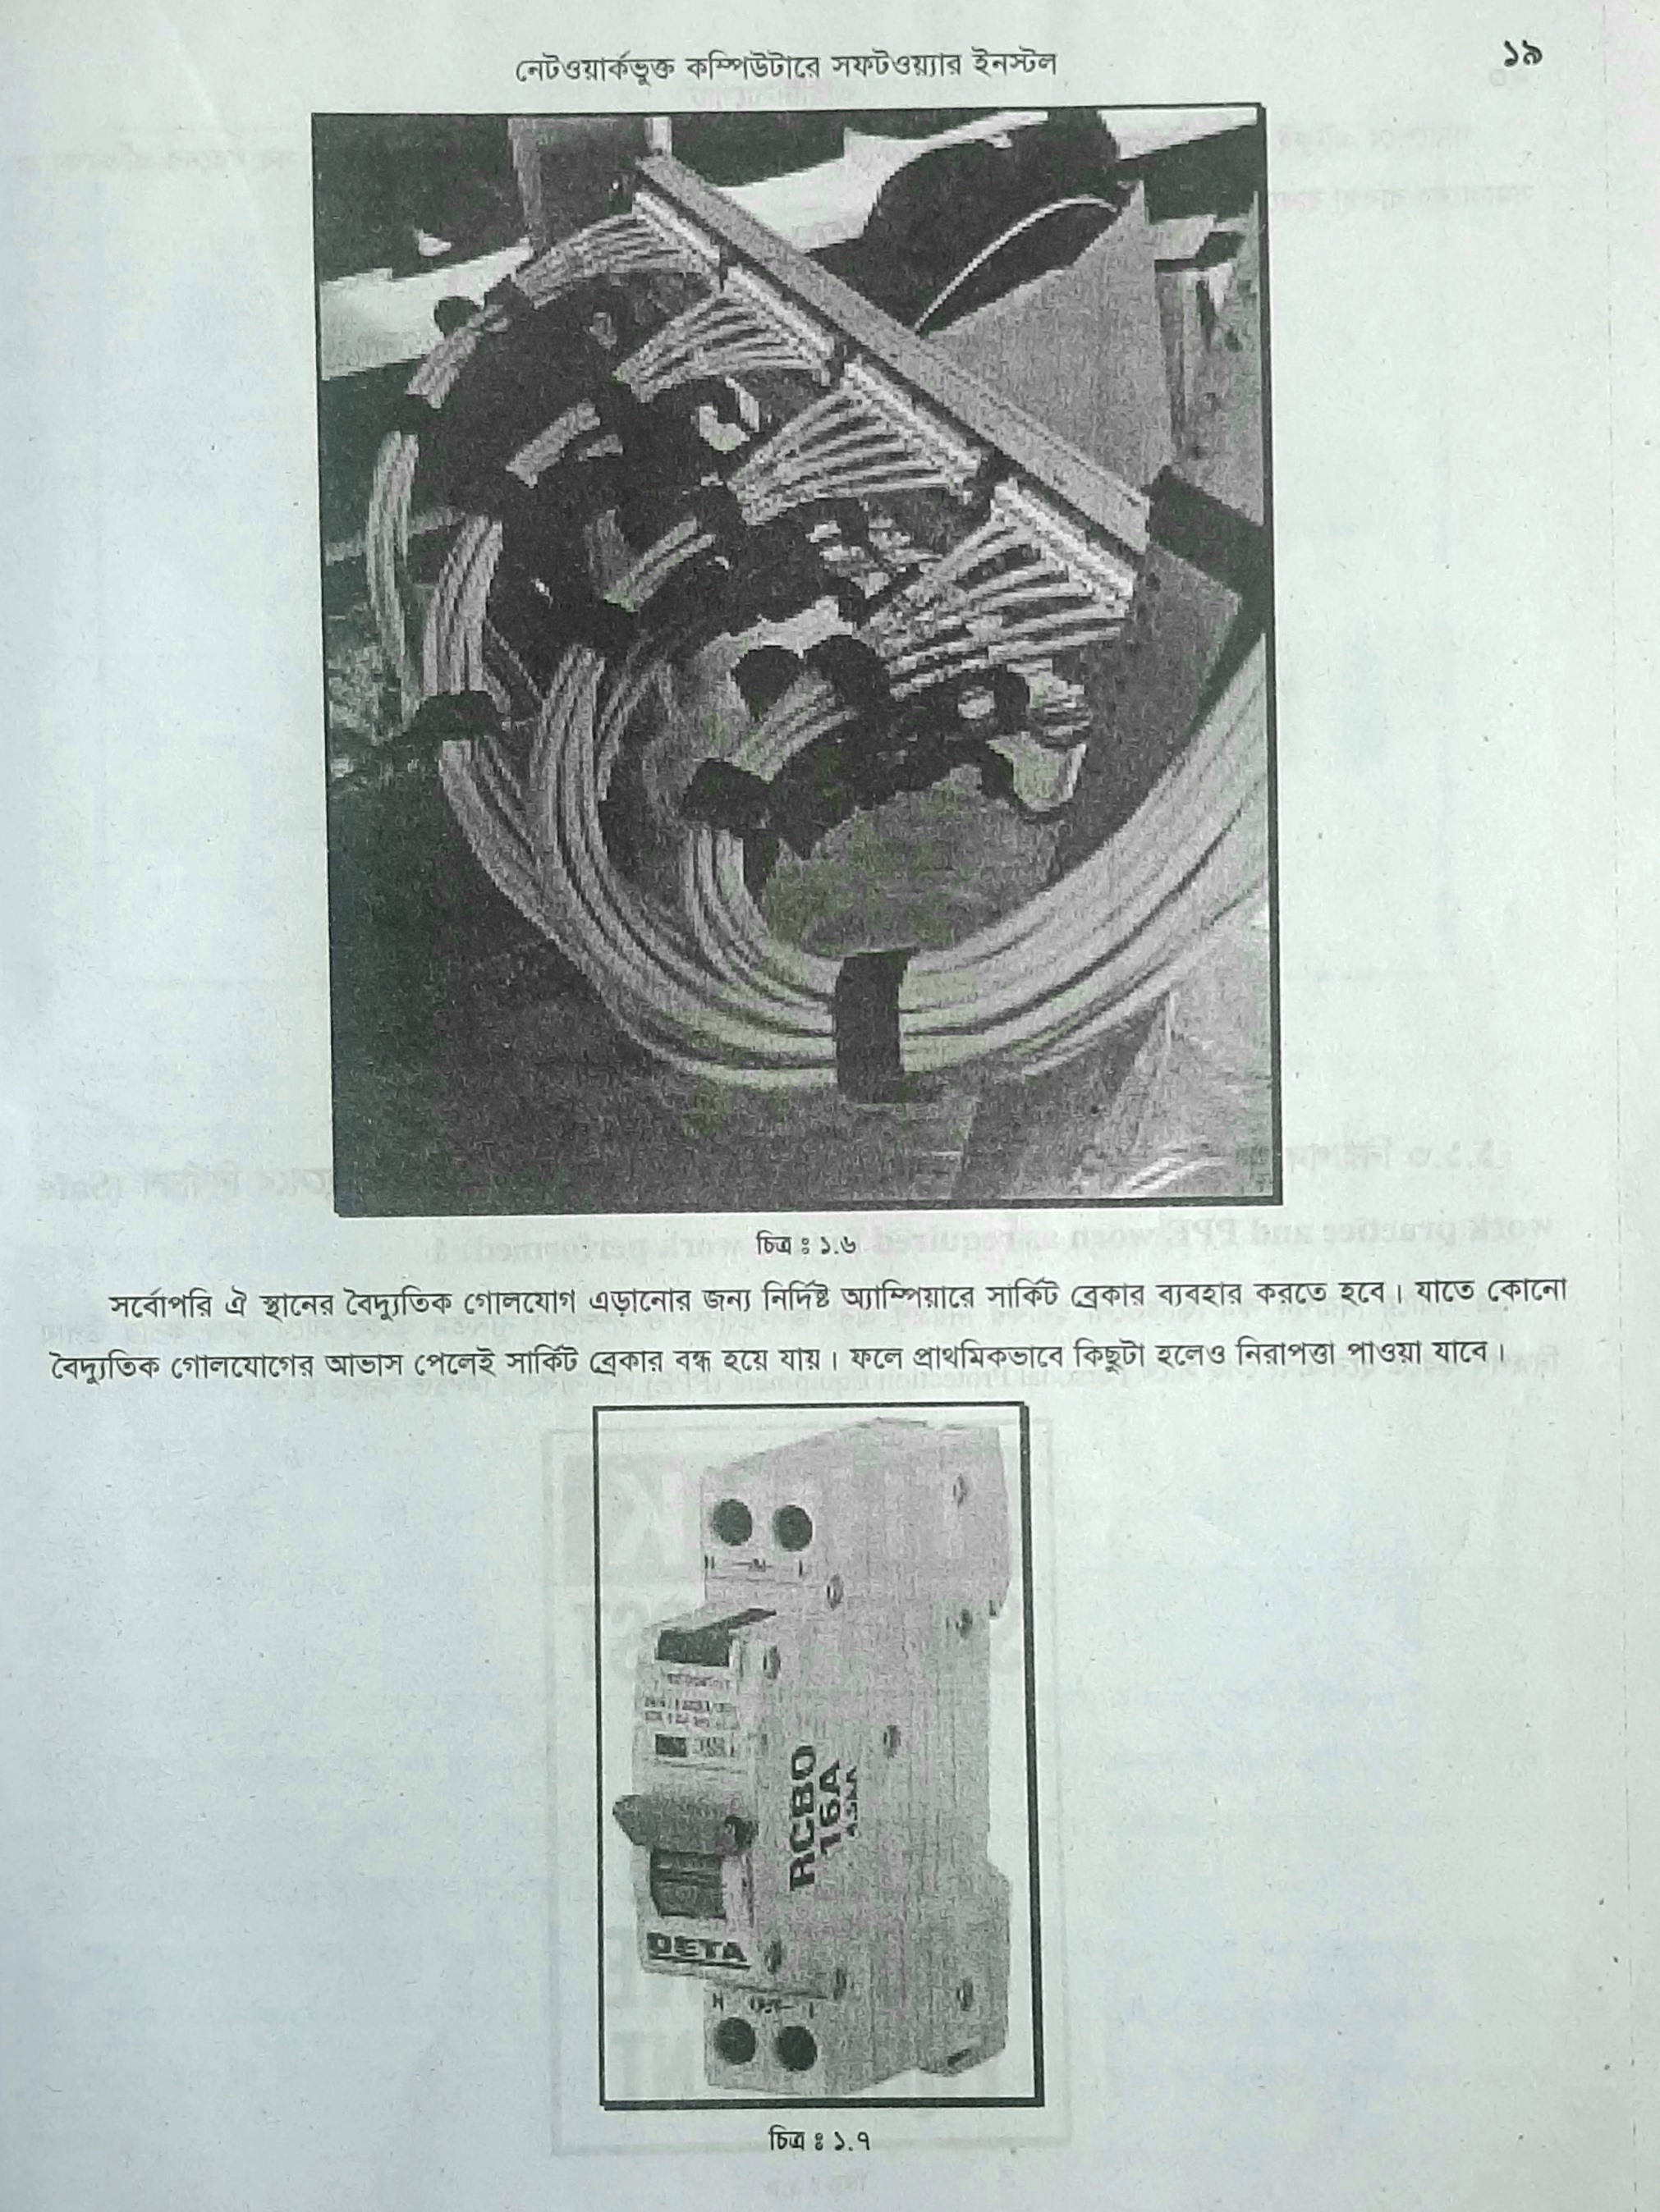 নেটওয়ার্কভুক্ত কম্পিউটারে সফটওয়্যার ইনস্টল
১৯
চিত্র ঃ ১.৬
সর্বোপরি ঐ স্থানের বৈদ্যুতিক গোলযোগ এড়ানোর জন্য নির্দিষ্ট অ্যাম্পিয়ারে সার্কিট ব্রেকার ব্যবহার করতে হবে। যাতে কোনো
বৈদ্যুতিক গোলযোগের আভাস পেলেই সার্কিট ব্রেকার বন্ধ হয়ে যায়। ফলে প্রাথমিকভাবে কিছুটা হলেও নিরাপত্তা পাওয়া যাবে।
RCBO
16A
DETA
চিত্র ঃ ১.৭